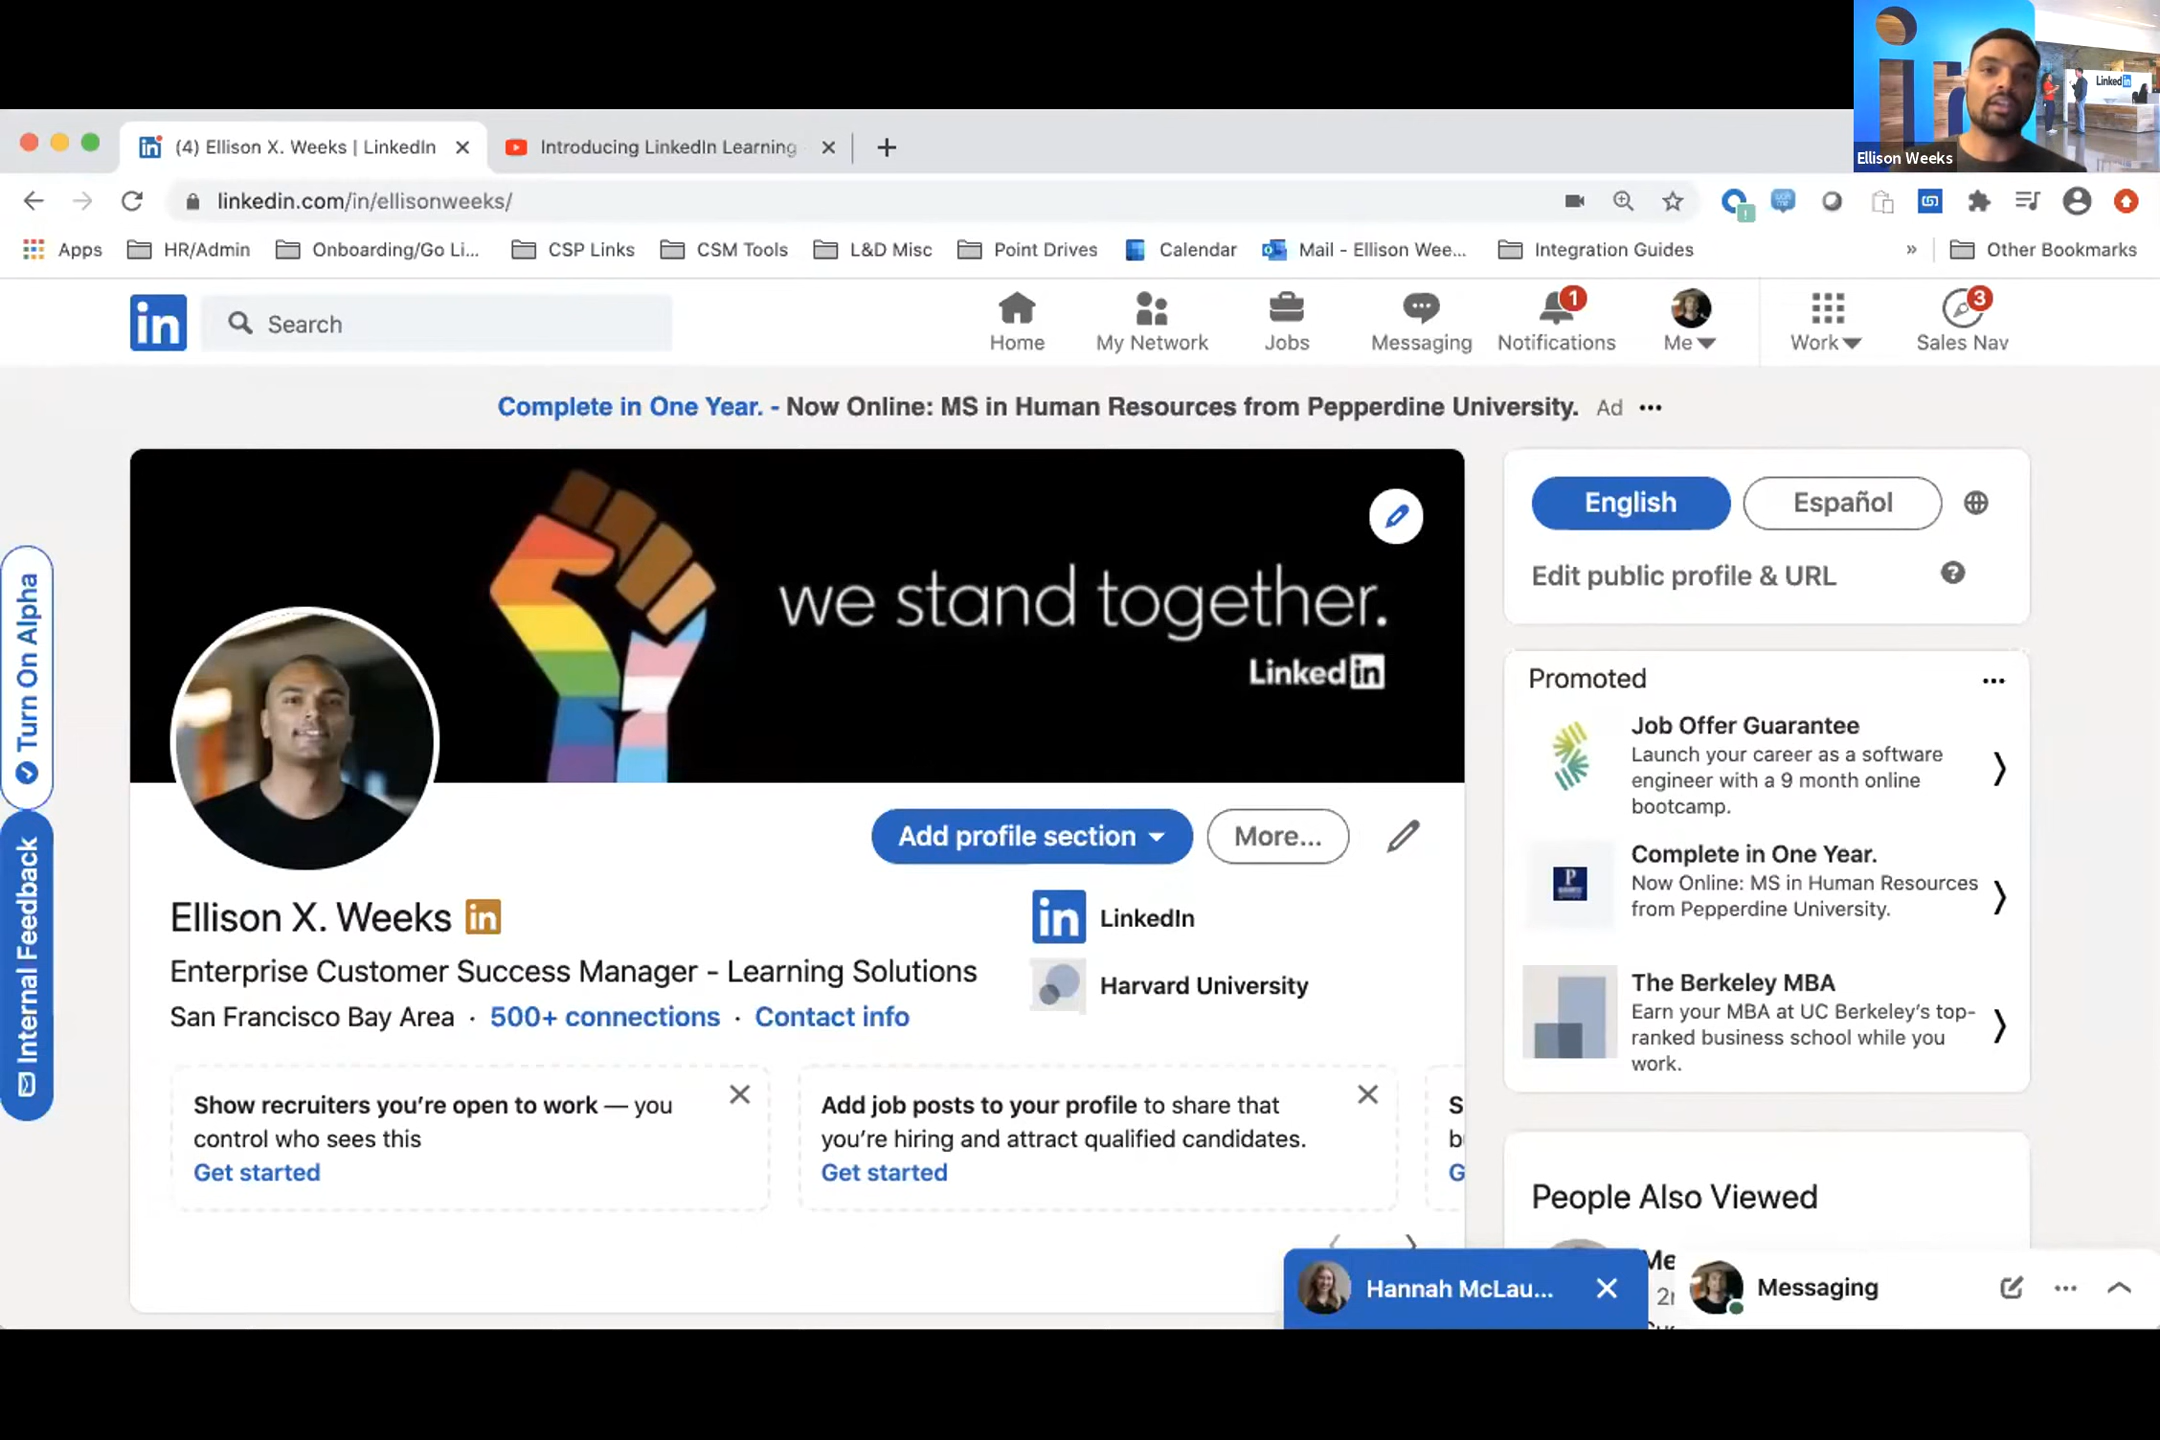 Linkedin
Ellison Weeks
(4) Ellison X. Weeks | LinkedIn
Introducing LinkedIn Learning
linkedin.com/in/ellisonweeks/
Apps
HR/Admin
Onboarding/Go Li...
CSP Links
CSM Tools
L&D Misc
Point Drives
Calendar
Mail - Ellison Wee...
Integration Guides
»
Other Bookmarks
in
Search
Home
My Network
Jobs
Messaging
1
Notifications
Me
Work
3
Sales Nav
Complete in One Year. - Now Online: MS in Human Resources from Pepperdine University. Ad ...
we stand together.
Linkedin
Turn On Alpha
Internal Feedback
Add profile section
More...
Ellison X. Weeks in
Enterprise Customer Success Manager - Learning Solutions
San Francisco Bay Area · 500+ connections · Contact info
in LinkedIn
Harvard University
Show recruiters you're open to work — you
control who sees this
Get started
Add job posts to your profile to share that
you're hiring and attract qualified candidates.
Get started
English
Español
Edit public profile & URL
Promoted
Job Offer Guarantee
Launch your career as a software
engineer with a 9 month online
bootcamp.
P
Complete in One Year.
Now Online: MS in Human Resources
from Pepperdine University.
The Berkeley MBA
Earn your MBA at UC Berkeley's top-
ranked business school while you
work.
People Also Viewed
Hannah McLau...
Messaging